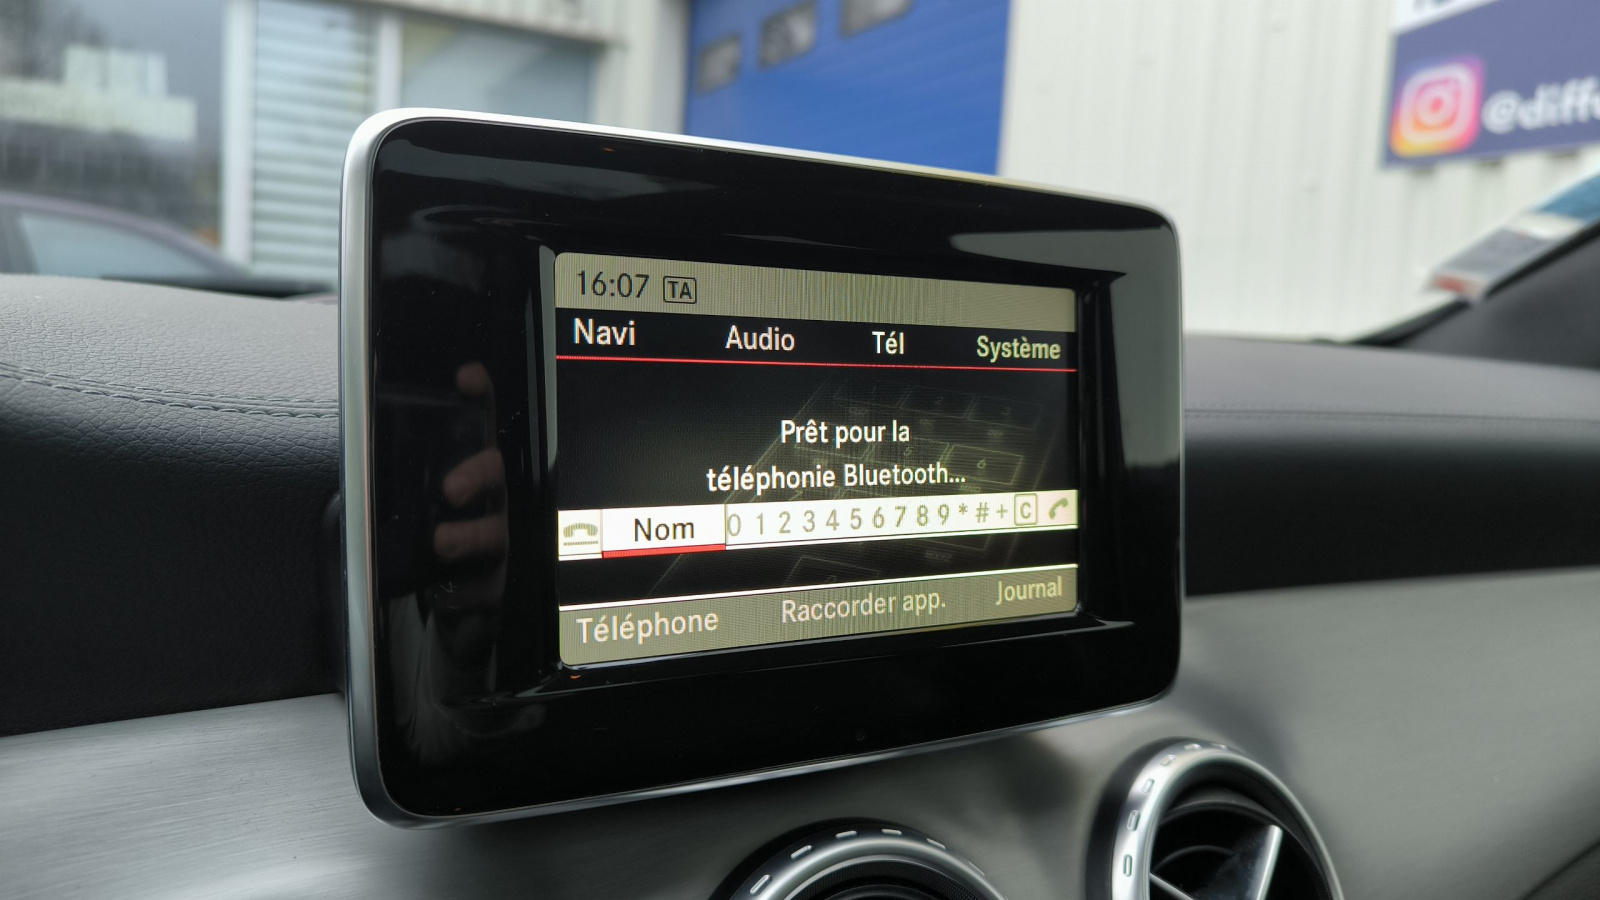 16:07 TA
Navi Audio Tél Système
Prêt pour la
téléphonie Bluetooth...
Nom 0 1 2 3 4 5 6 7 8 9 * # + C
Téléphone Raccorder app. Journal